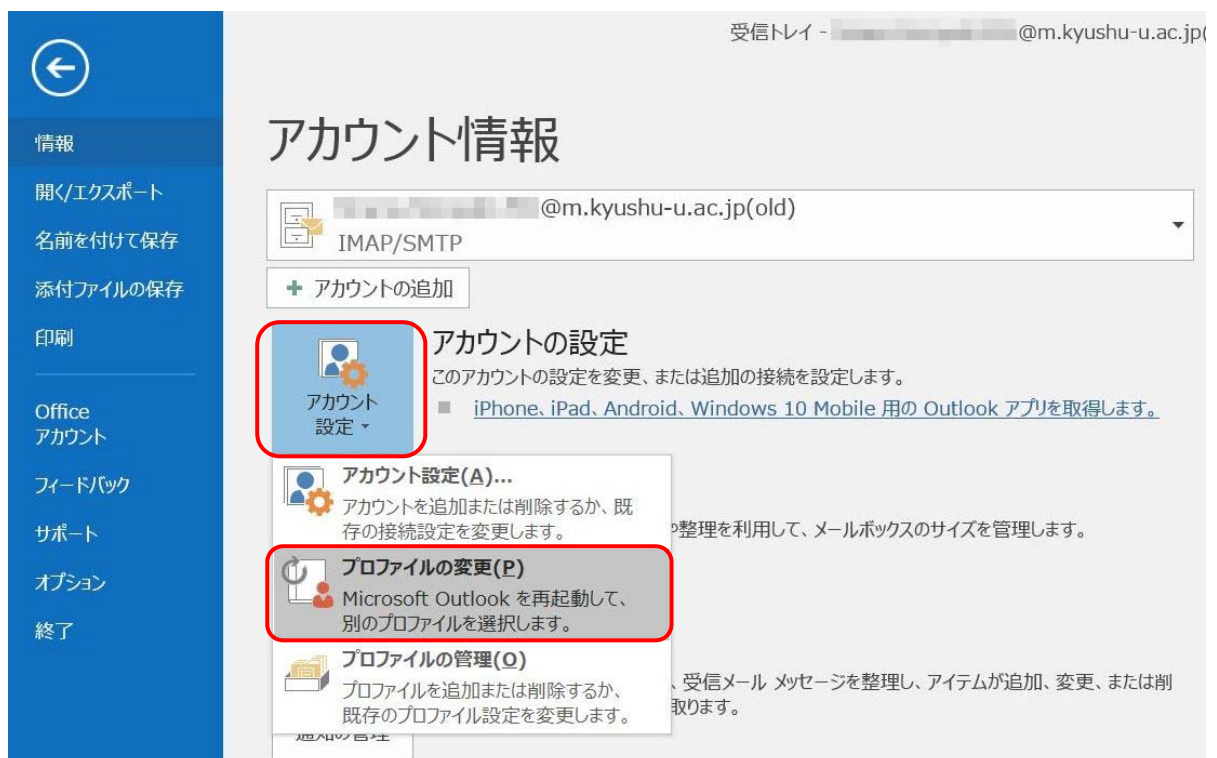 受信トレイ - @m.kyushu-u.ac.jp(
アカウント情報
情報
開く/エクスポート
名前を付けて保存
添付ファイルの保存
印刷
Office
アカウント
フィードバック
サポート
オプション
終了
@m.kyushu-u.ac.jp(old)
IMAP/SMTP
アカウントの追加
アカウント
設定
アカウントの設定
このアカウントの設定を変更、または追加の接続を設定します。
iPhone、iPad、Android、Windows 10 Mobile 用の Outlook アプリを取得します。
アカウント設定(A)...
アカウントを追加または削除するか、既
存の接続設定を変更します。
整理を利用して、メールボックスのサイズを管理します。
プロファイルの変更(P)
Microsoft Outlook を再起動して、
別のプロファイルを選択します。
プロファイルの管理(O)
プロファイルを追加または削除するか、
既存のプロファイル設定を変更します。
、受信メール メッセージを整理し、アイテムが追加、変更、または削
取ります。
通知の管理